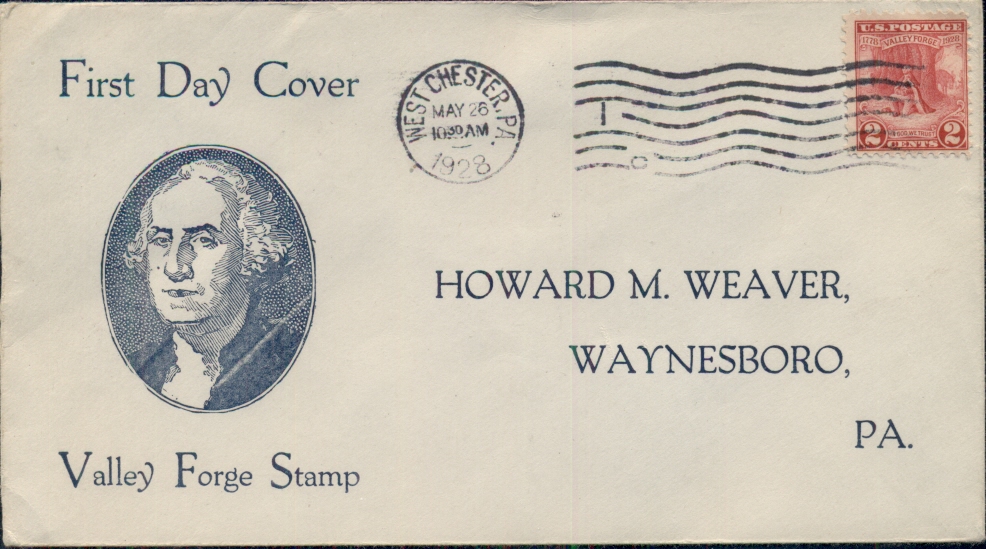 First Day Cover
WEST CHESTER, PA.
MAY 26
10 30 AM
1928
U.S. POSTAGE
1778 VALLEY FORGE 1928
IN GOD WE TRUST
2 CENTS 2
HOWARD M. WEAVER,
WAYNESBORO,
PA.
Valley Forge Stamp